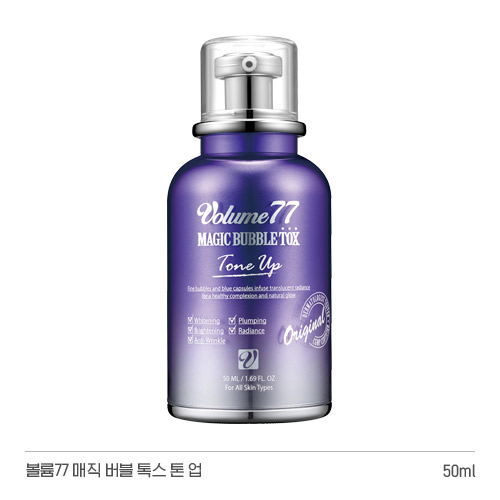 Volume77
MAGIC BUBBLE TOX
Tone Up
Fine bubbles and blue capsules infuse translucent radiance
for a healthy complexion and natural glow
Whitening
Plumping
Brightening
Radiance
Anti-Wrinkle
Original
V
50 ML / 1.69 FL. OZ
For All Skin Types
볼륨77 매직 버블 톡스 톤 업
50ml